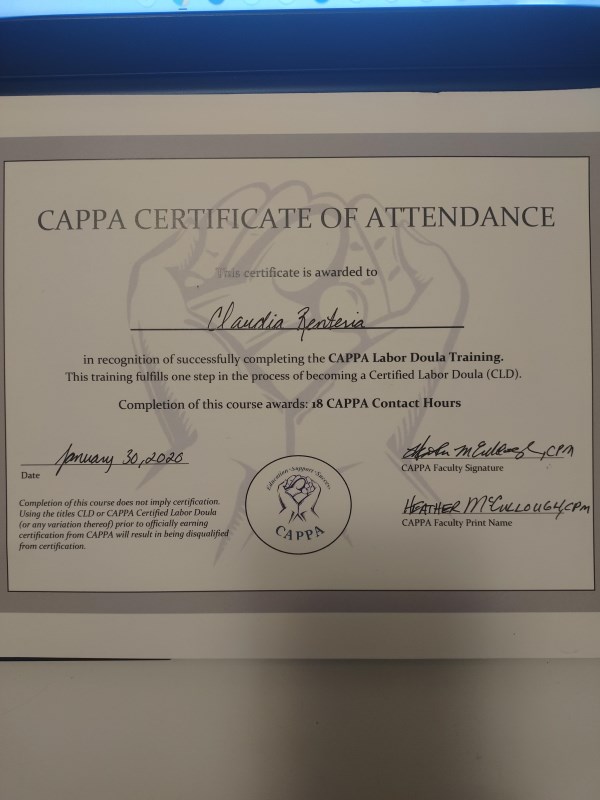 CAPPA CERTIFICATE OF ATTENDANCE
This certificate is awarded to
Claudia Renteria
in recognition of successfully completing the CAPPA Labor Doula Training.
This training fulfills one step in the process of becoming a Certified Labor Doula (CLD).
Completion of this course awards: 18 CAPPA Contact Hours
January 30, 2020
Date
Completion of this course does not imply certification.
Using the titles CLD or CAPPA Certified Labor Doula
(or any variation thereof) prior to officially earning
certification from CAPPA will result in being disqualified
from certification.
Education·Support·Success
CAPPA
Heather McCullough, CPM
CAPPA Faculty Signature
HEATHER McCULLOUGH, CPM
CAPPA Faculty Print Name